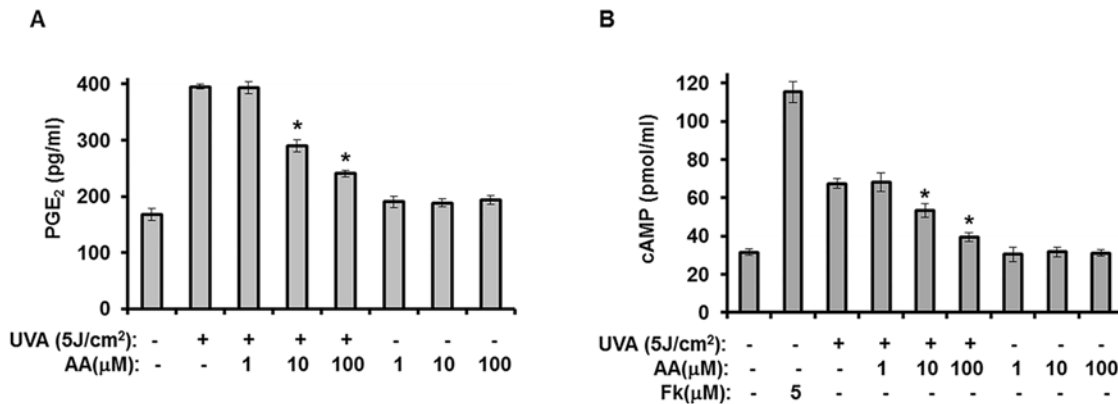 A
PGE₂ (pg/ml)
400
300
200
100
0
UVA (5J/cm²): - + + + + - - -
AA(μM): - - 1 10 100 1 10 100
* *
B
cAMP (pmol/ml)
120
100
80
60
40
20
0
* *
UVA (5J/cm²): - - + + + + - - -
AA(μM): - - - 1 10 100 1 10 100
Fk(μM): - 5 - - - - - - -